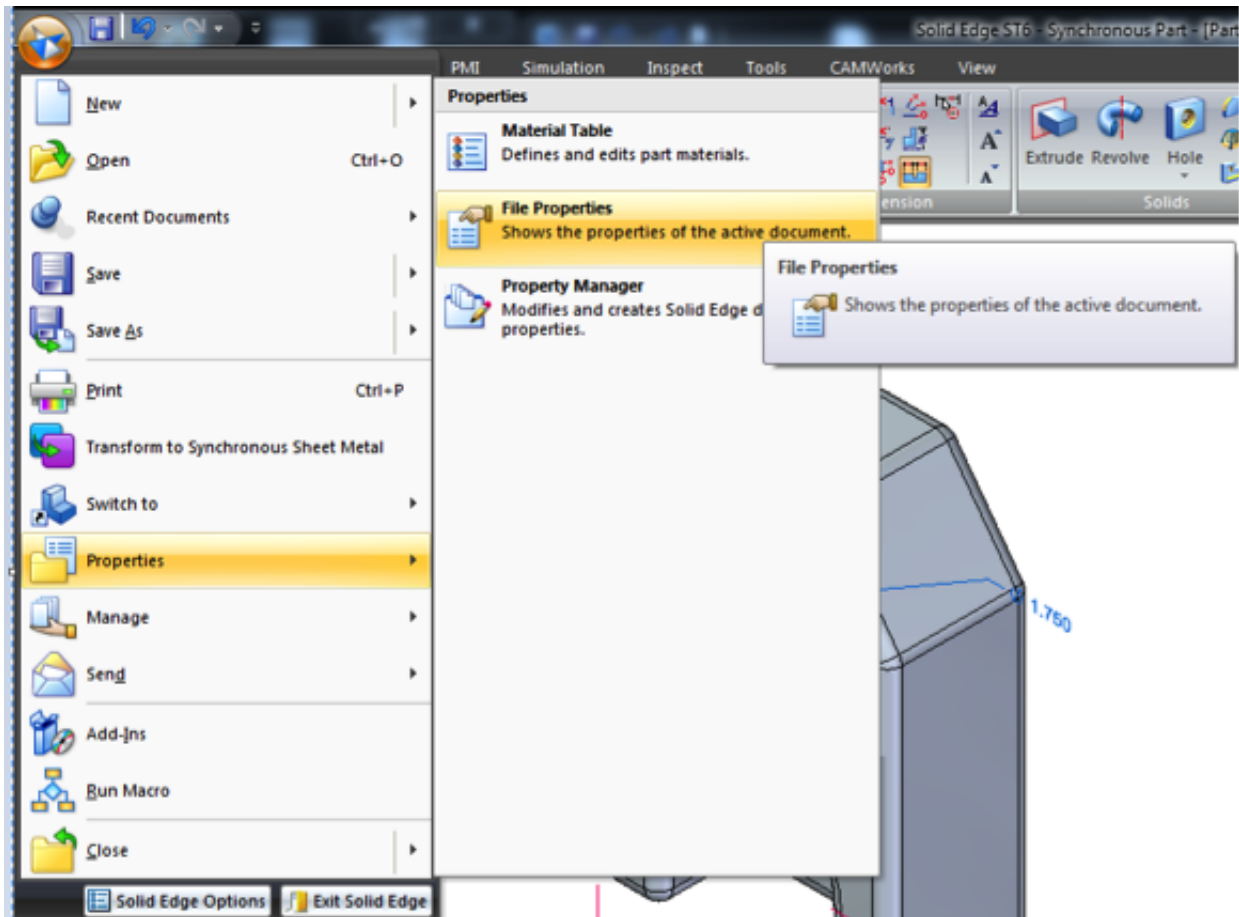 Solid Edge ST6 - Synchronous Part - [Part
PMI Simulation Inspect Tools CAMWorks View
New
Open Ctrl+O
Recent Documents
Save
Save As
Print Ctrl+P
Transform to Synchronous Sheet Metal
Switch to
Properties
Manage
Send
Add-Ins
Run Macro
Close
Solid Edge Options Exit Solid Edge
Properties
Material Table
Defines and edits part materials.
File Properties
Shows the properties of the active document.
Property Manager
Modifies and creates Solid Edge d
properties.
File Properties
Shows the properties of the active document.
Extrude Revolve Hole
ension Solids
1.750